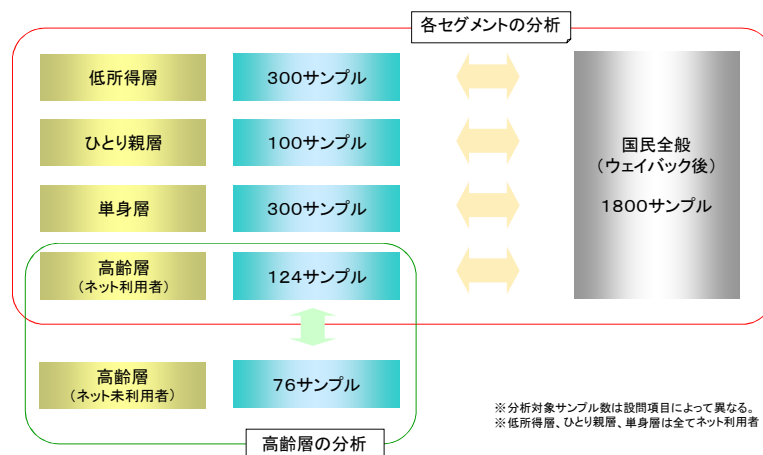 各セグメントの分析
低所得層
300サンプル
ひとり親層
100サンプル
単身層
300サンプル
高齢層
（ネット利用者）
124サンプル
国民全般
（ウェイバック後）
1800サンプル
高齢層
（ネット未利用者）
76サンプル
高齢層の分析
※分析対象サンプル数は設問項目によって異なる。
※低所得層、ひとり親層、単身層は全てネット利用者